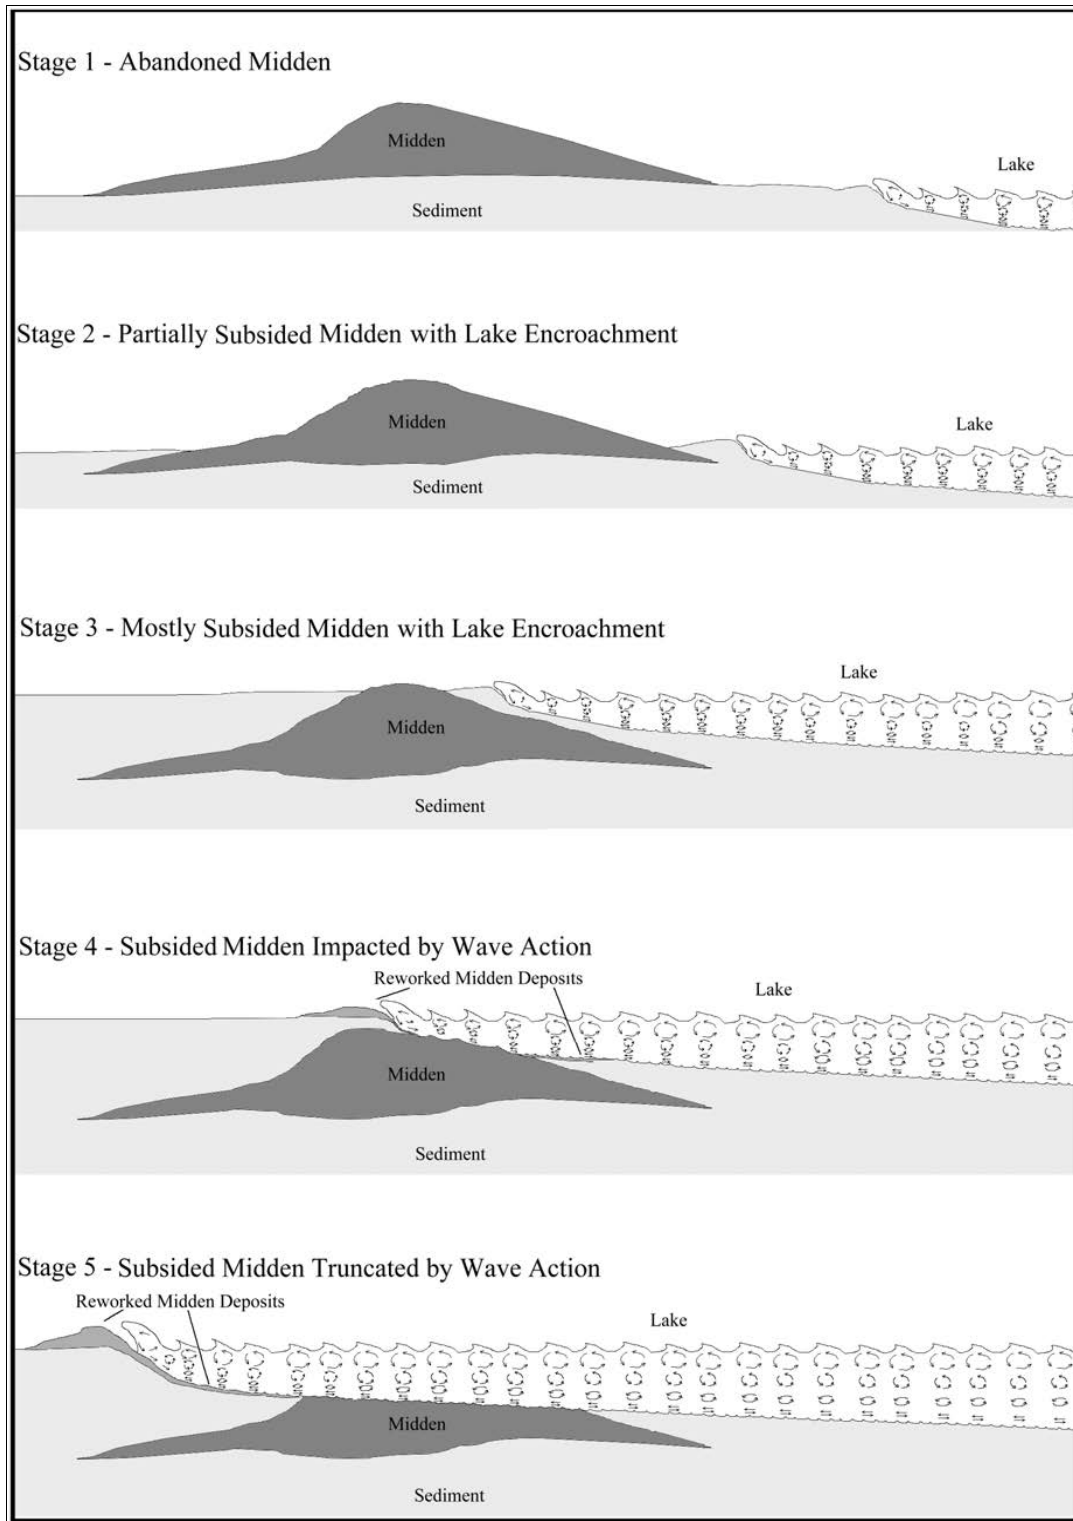 Stage 1 - Abandoned Midden
Midden
Lake
Sediment
Stage 2 - Partially Subsided Midden with Lake Encroachment
Midden
Lake
Sediment
Stage 3 - Mostly Subsided Midden with Lake Encroachment
Lake
Midden
Sediment
Stage 4 - Subsided Midden Impacted by Wave Action
Reworked Midden Deposits
Lake
Midden
Sediment
Stage 5 - Subsided Midden Truncated by Wave Action
Reworked Midden Deposits
Lake
Midden
Sediment